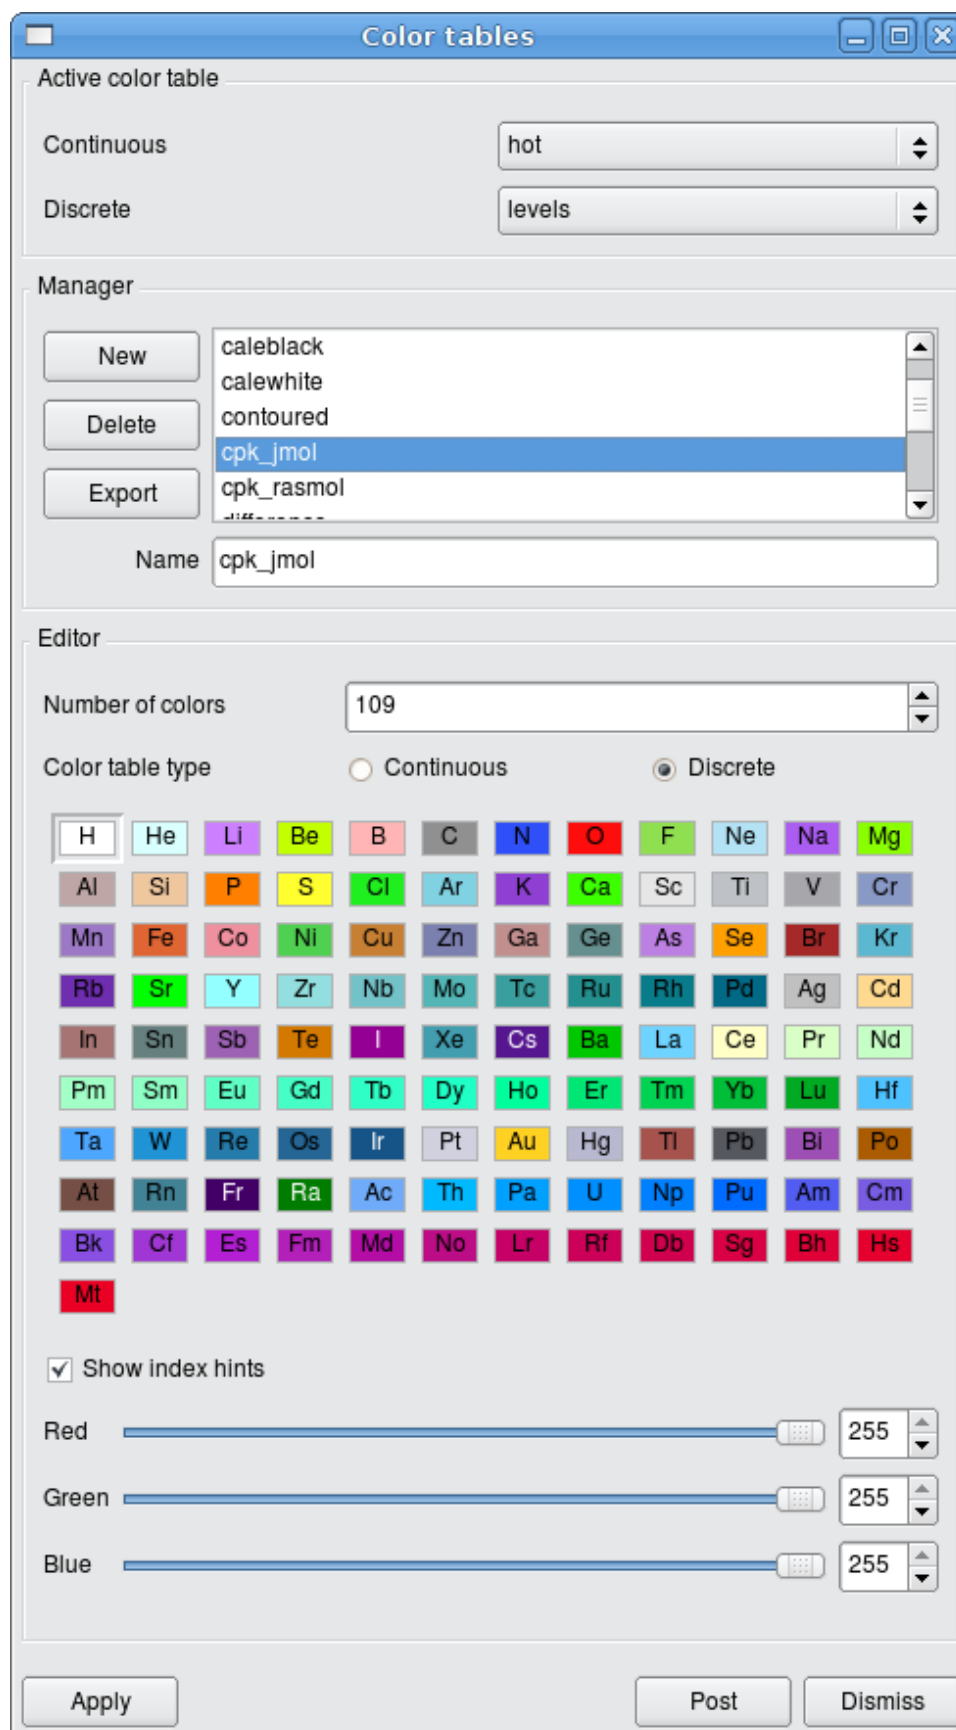 Color tables
Active color table
Continuous hot
Discrete levels
Manager
New
Delete
Export
caleblack
calewhite
contoured
cpk_jmol
cpk_rasmol
difference
Name cpk_jmol
Editor
Number of colors 109
Color table type Continuous Discrete
H He Li Be B C N O F Ne Na Mg
Al Si P S Cl Ar K Ca Sc Ti V Cr
Mn Fe Co Ni Cu Zn Ga Ge As Se Br Kr
Rb Sr Y Zr Nb Mo Tc Ru Rh Pd Ag Cd
In Sn Sb Te I Xe Cs Ba La Ce Pr Nd
Pm Sm Eu Gd Tb Dy Ho Er Tm Yb Lu Hf
Ta W Re Os Ir Pt Au Hg Tl Pb Bi Po
At Rn Fr Ra Ac Th Pa U Np Pu Am Cm
Bk Cf Es Fm Md No Lr Rf Db Sg Bh Hs
Mt
Show index hints
Red 255
Green 255
Blue 255
Apply Post Dismiss